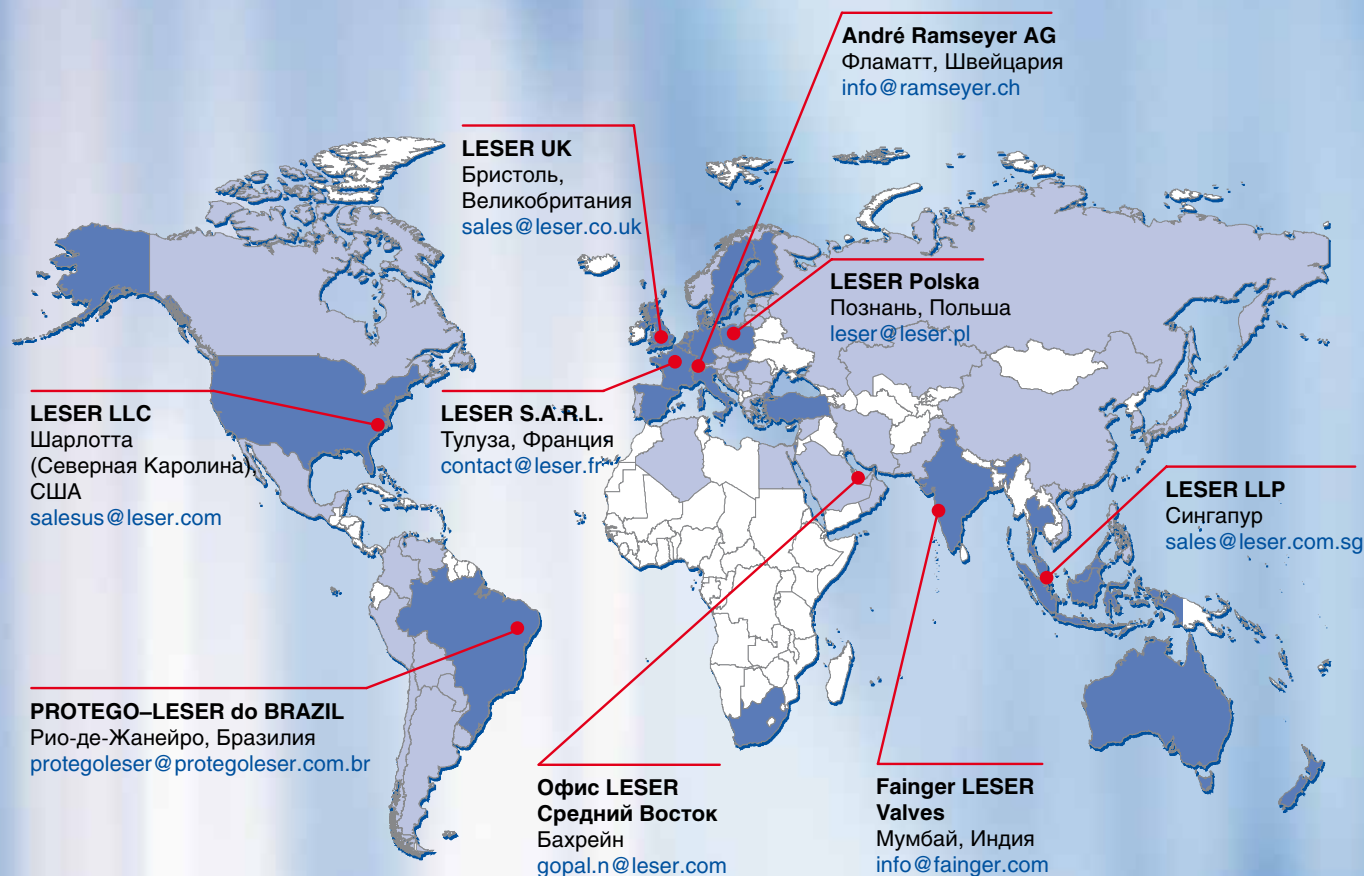 André Ramseyer AG
Фламатт, Швейцария
info@ramseyer.ch
LESER UK
Бристоль,
Великобритания
sales@leser.co.uk
LESER Polska
Познань, Польша
leser@leser.pl
LESER LLC
Шарлотта
(Северная Каролина),
США
salesus@leser.com
LESER S.A.R.L.
Тулуза, Франция
contact@leser.fr
LESER LLP
Сингапур
sales@leser.com.sg
PROTEGO–LESER do BRAZIL
Рио-де-Жанейро, Бразилия
protegoleser@protegoleser.com.br
Офис LESER
Средний Восток
Бахрейн
gopal.n@leser.com
Fainger LESER
Valves
Мумбай, Индия
info@fainger.com